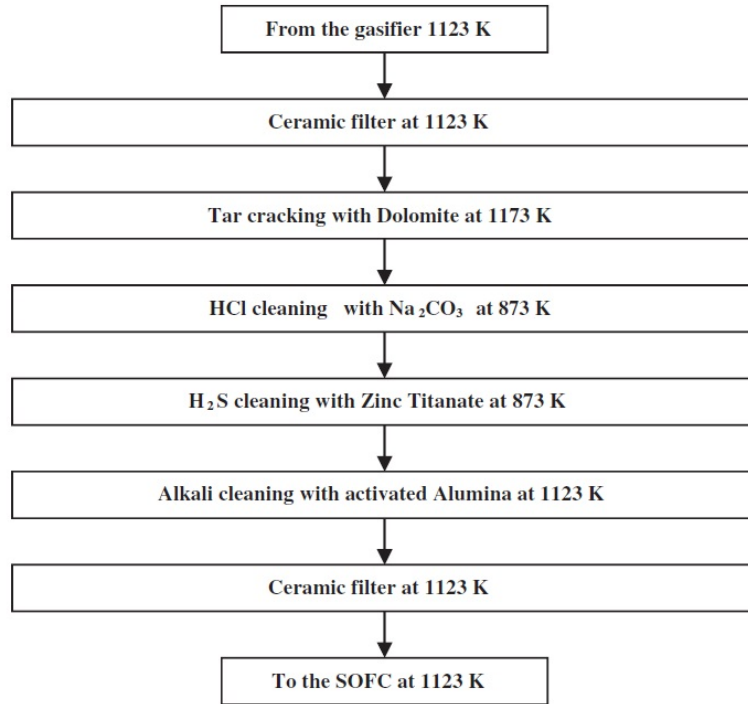 From the gasifier 1123 K
Ceramic filter at 1123 K
Tar cracking with Dolomite at 1173 K
HCl cleaning with Na₂CO₃ at 873 K
H₂S cleaning with Zinc Titanate at 873 K
Alkali cleaning with activated Alumina at 1123 K
Ceramic filter at 1123 K
To the SOFC at 1123 K